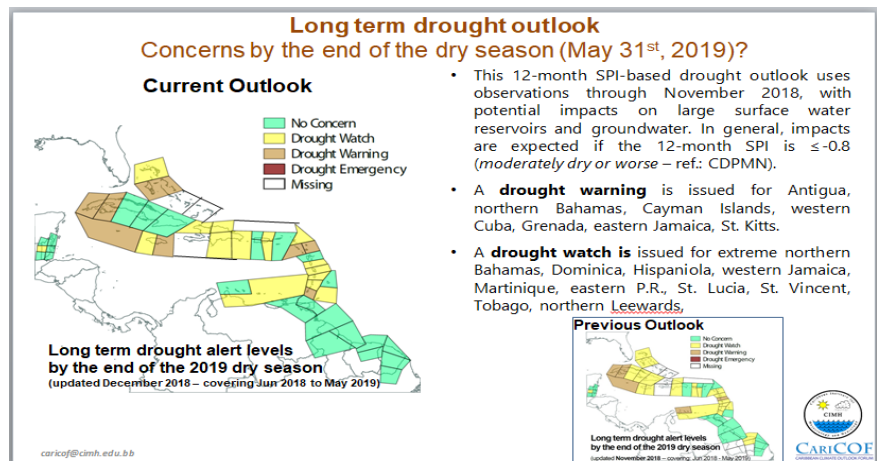 Long term drought outlook
Concerns by the end of the dry season (May 31st, 2019)?
Current Outlook
No Concern
Drought Watch
Drought Warning
Drought Emergency
Missing
Long term drought alert levels
by the end of the 2019 dry season
(updated December 2018 – covering Jun 2018 to May 2019)
• This 12-month SPI-based drought outlook uses
observations through November 2018, with
potential impacts on large surface water
reservoirs and groundwater. In general, impacts
are expected if the 12-month SPI is ≤ -0.8
(moderately dry or worse – ref.: CDPMN).
• A drought warning is issued for Antigua,
northern Bahamas, Cayman Islands, western
Cuba, Grenada, eastern Jamaica, St. Kitts.
• A drought watch is issued for extreme northern
Bahamas, Dominica, Hispaniola, western Jamaica,
Martinique, eastern P.R., St. Lucia, St. Vincent,
Tobago, northern Leewards,
Previous Outlook
No Concern
Drought Watch
Drought Warning
Drought Emergency
Missing
Long term drought alert levels
by the end of the 2019 dry season
(updated November 2018 – covering: Jun 2018 - May 2019)
CIMH
CARICOF
CARIBBEAN CLIMATE OUTLOOK FORUM
caricof@cimh.edu.bb